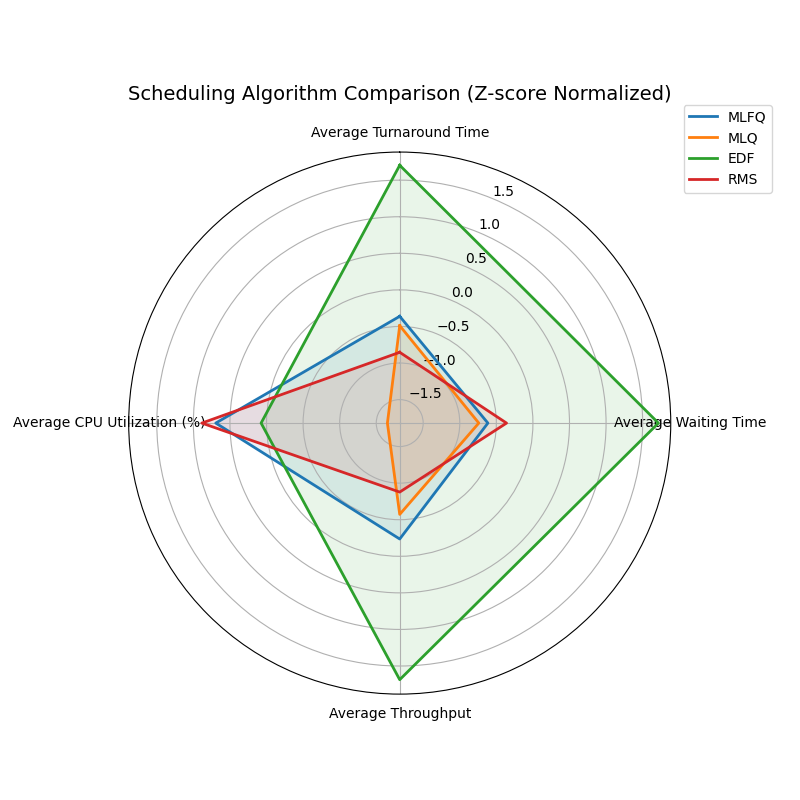 Scheduling Algorithm Comparison (Z-score Normalized)
MLFQ
MLQ
EDF
RMS
Average Turnaround Time
1.5
1.0
0.5
0.0
−0.5
−1.0
−1.5
Average CPU Utilization (%)
Average Waiting Time
Average Throughput